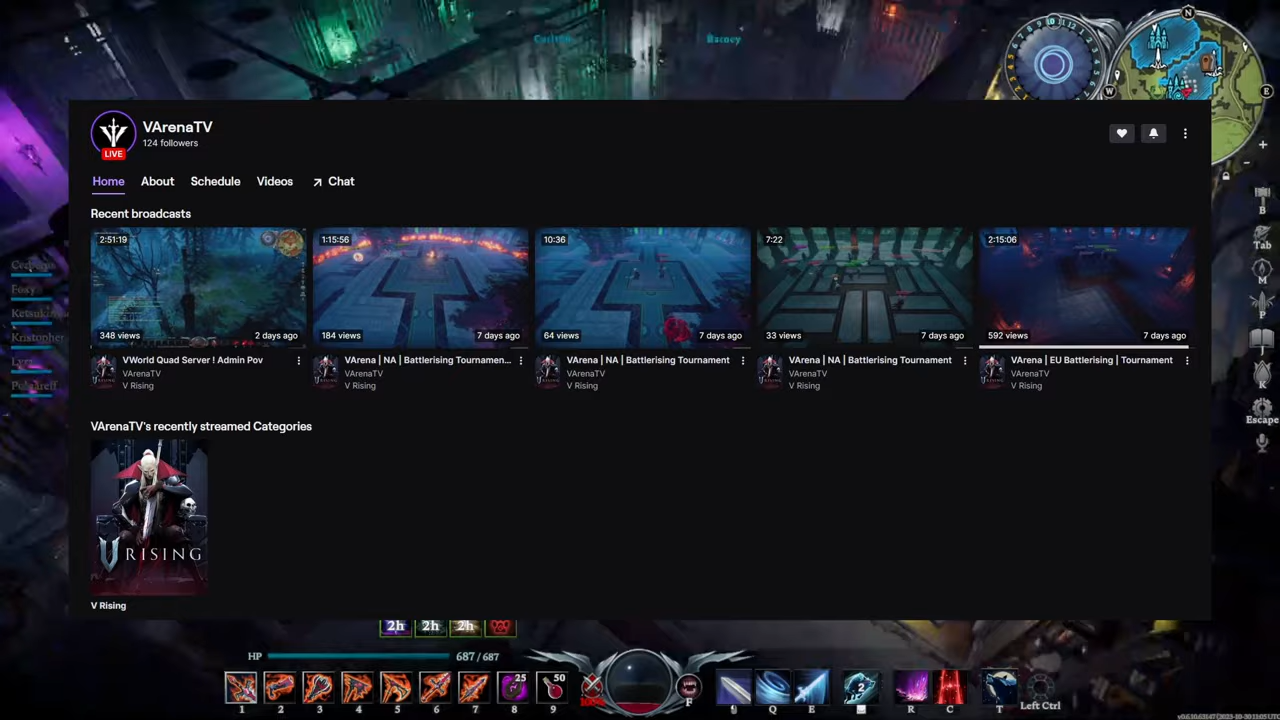 N
W
E
VArenaTV
124 followers
LIVE
Home About Schedule Videos Chat
Recent broadcasts
2:51:19
348 views
2 days ago
VWorld Quad Server ! Admin Pov
VArenaTV
V Rising
1:15:56
184 views
7 days ago
VArena | NA | Battlerising Tournamen...
VArenaTV
V Rising
10:36
64 views
7 days ago
VArena | NA | Battlerising Tournament
VArenaTV
V Rising
7:22
33 views
7 days ago
VArena | NA | Battlerising Tournament
VArenaTV
V Rising
2:15:06
592 views
7 days ago
VArena | EU Battlerising | Tournament
VArenaTV
V Rising
VArenaTV's recently streamed Categories
V RISING
V Rising
Foxy
B
Tab
M
P
K
Escape
2h 2h 2h
HP 687 / 687
25 50
2
1 2 3 4 5 6 7 8 9 F Q E R C T Left Ctrl